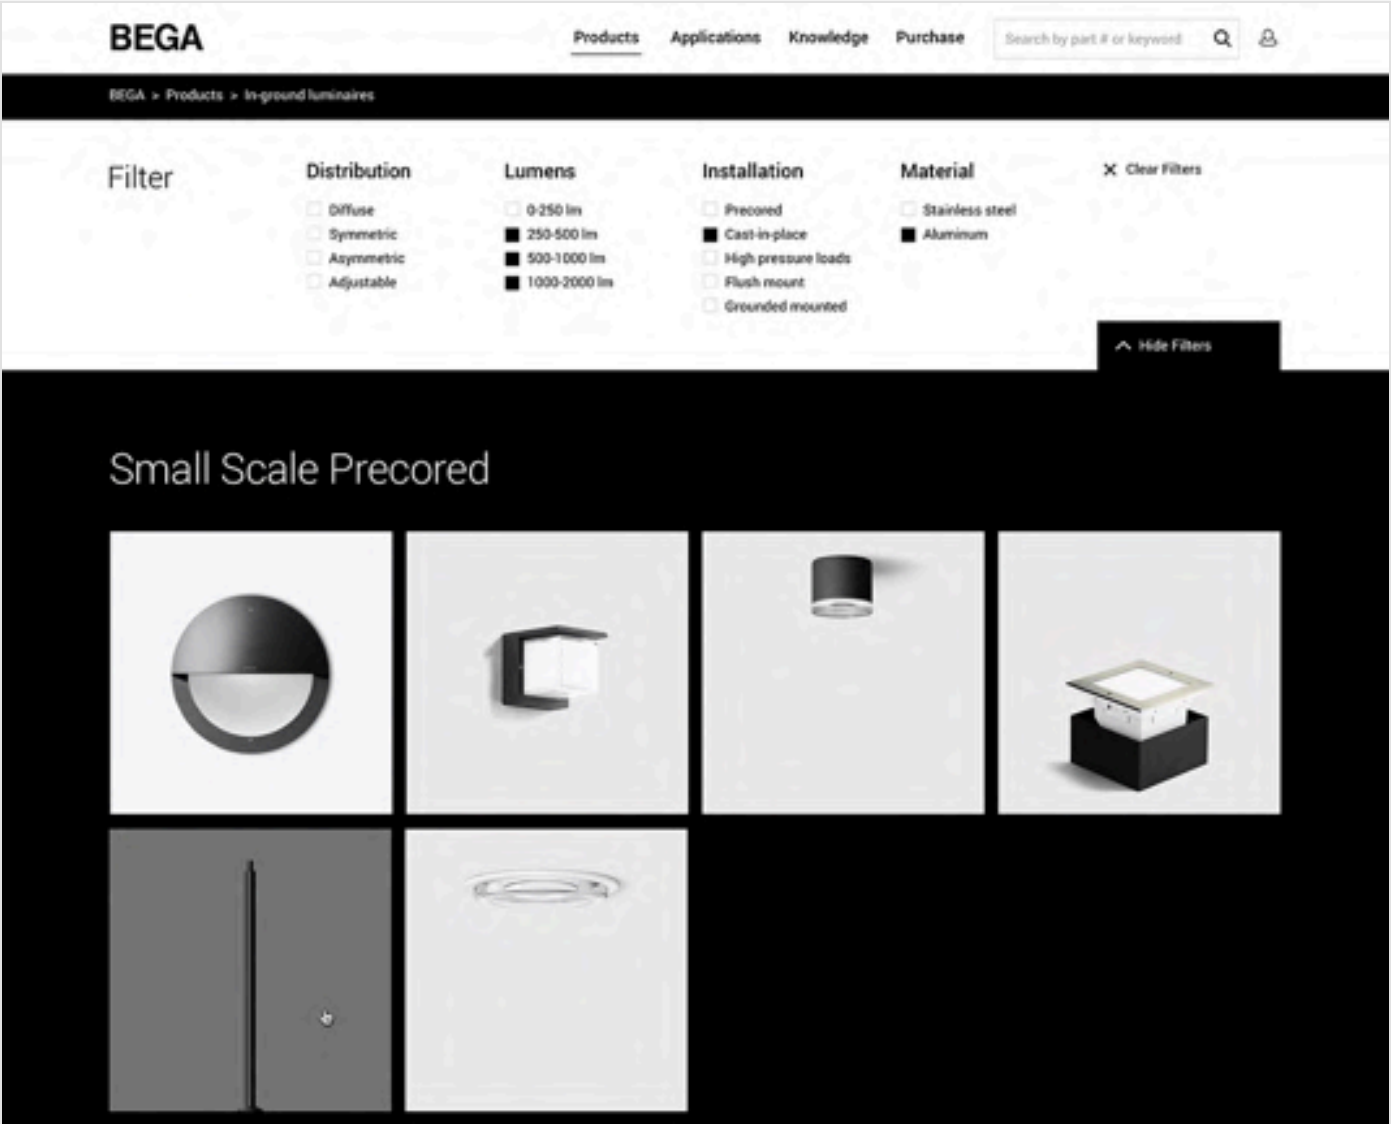 BEGA
Products Applications Knowledge Purchase Search by part # or keyword
BEGA > Products > In-ground luminaires
Filter
Distribution
Diffuse
Symmetric
Asymmetric
Adjustable
Lumens
0-250 lm
250-500 lm
500-1000 lm
1000-2000 lm
Installation
Precored
Cast-in-place
High pressure loads
Flush mount
Grounded mounted
Material
Stainless steel
Aluminum
Clear Filters
Hide Filters
Small Scale Precored